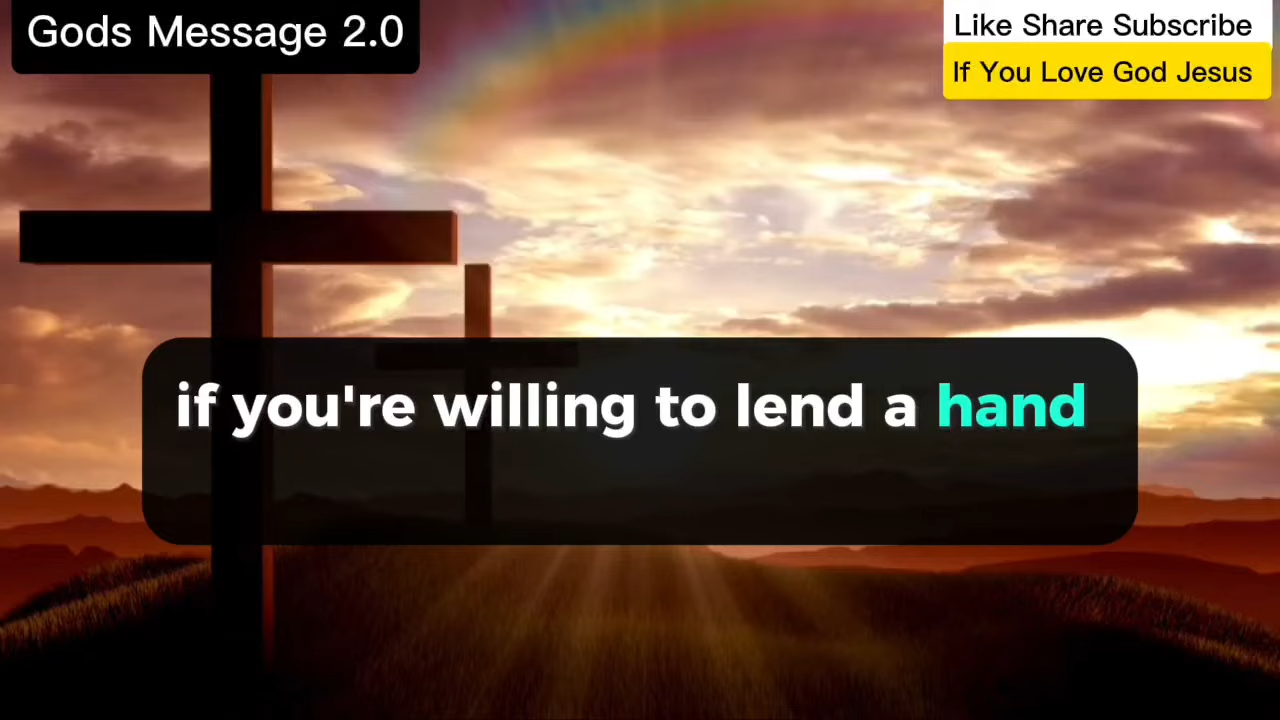 Gods Message 2.0
Like Share Subscribe
If You Love God Jesus
if you're willing to lend a hand